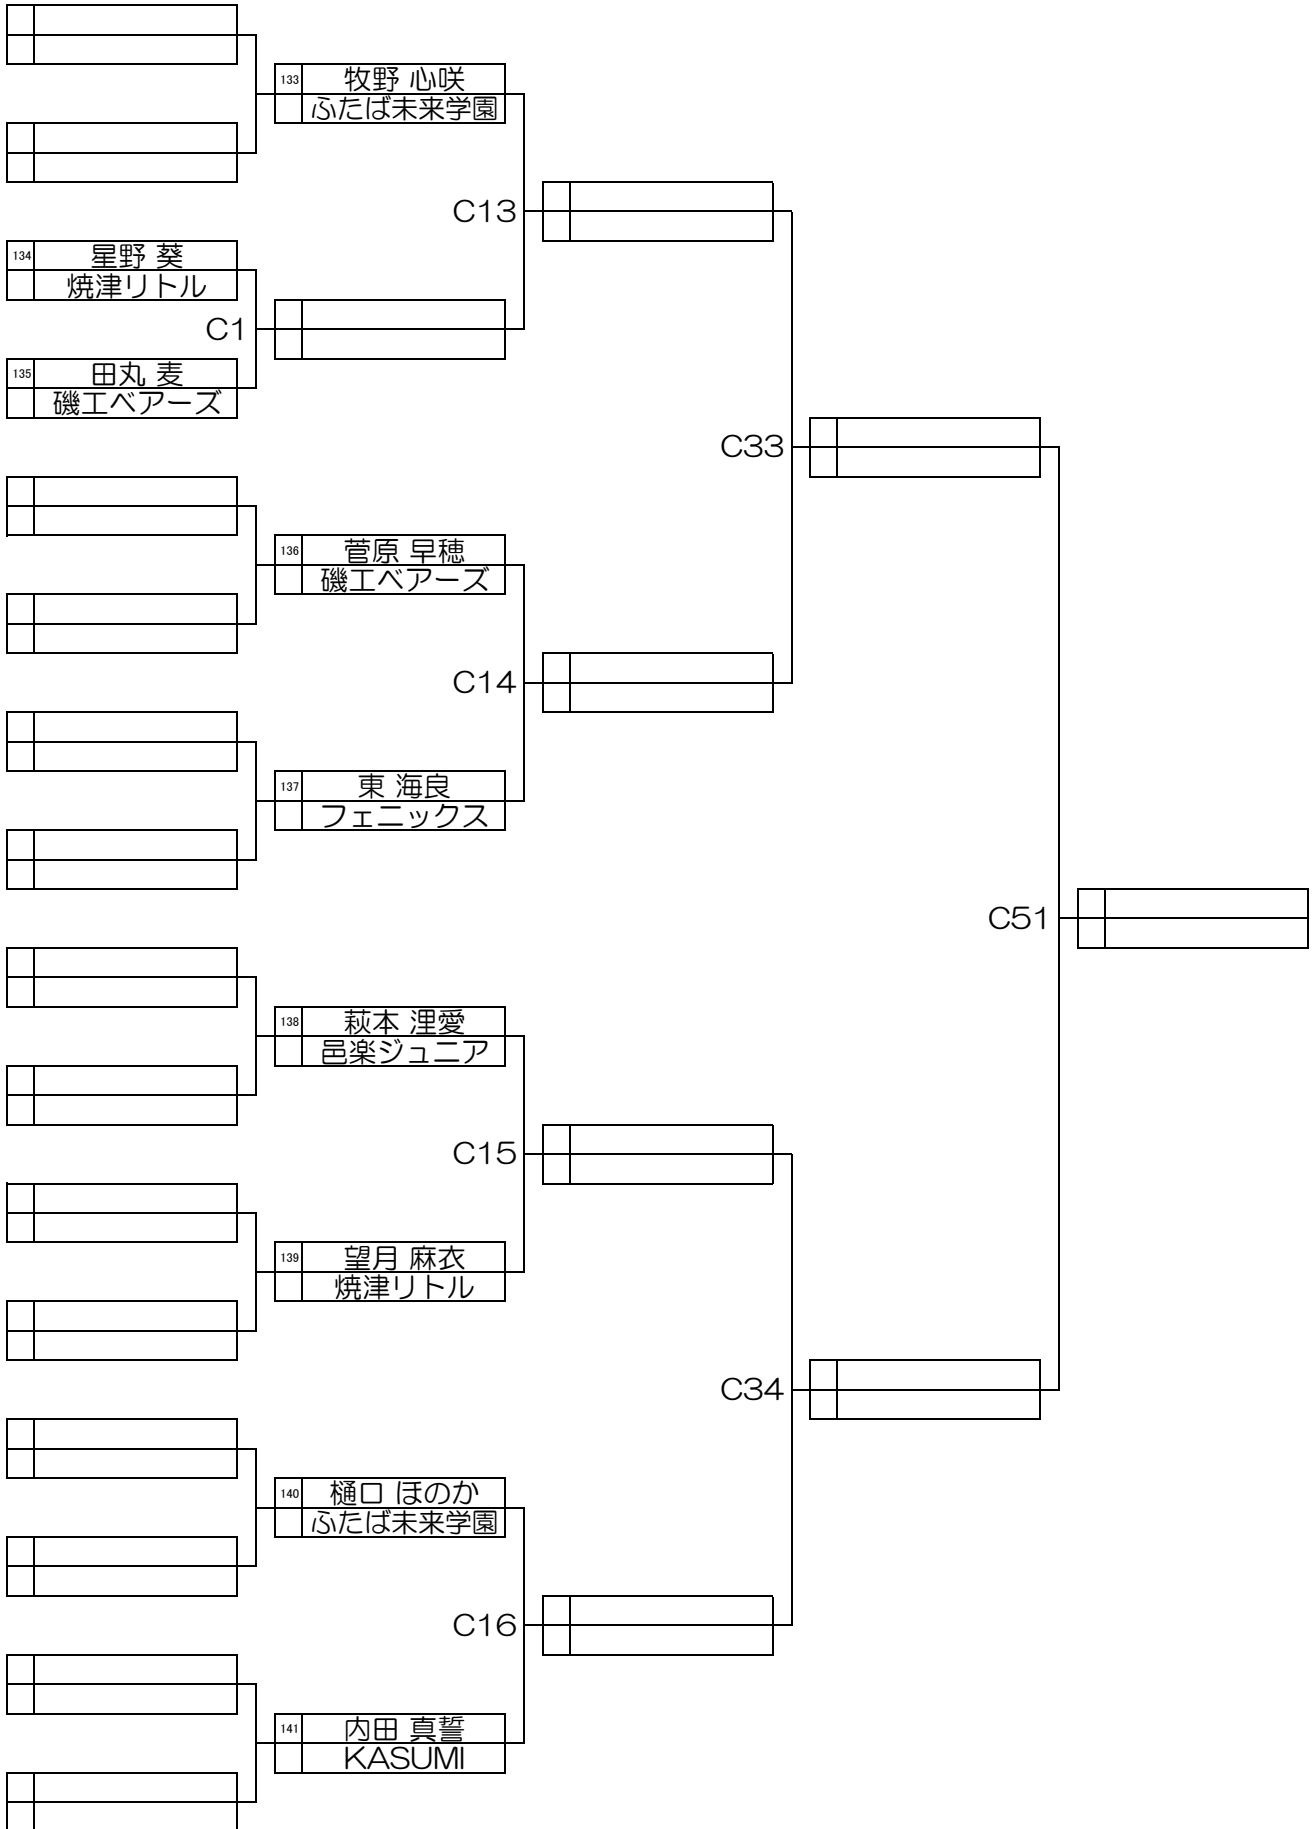 133 牧野 心咲
ふたば未来学園
C13
134 星野 葵
焼津リトル
C1
135 田丸 麦
磯工ベアーズ
C33
136 菅原 早穂
磯工ベアーズ
C14
137 東 海良
フェニックス
C51
138 萩本 浬愛
邑楽ジュニア
C15
139 望月 麻衣
焼津リトル
C34
140 樋口 ほのか
ふたば未来学園
C16
141 内田 真誓
KASUMI